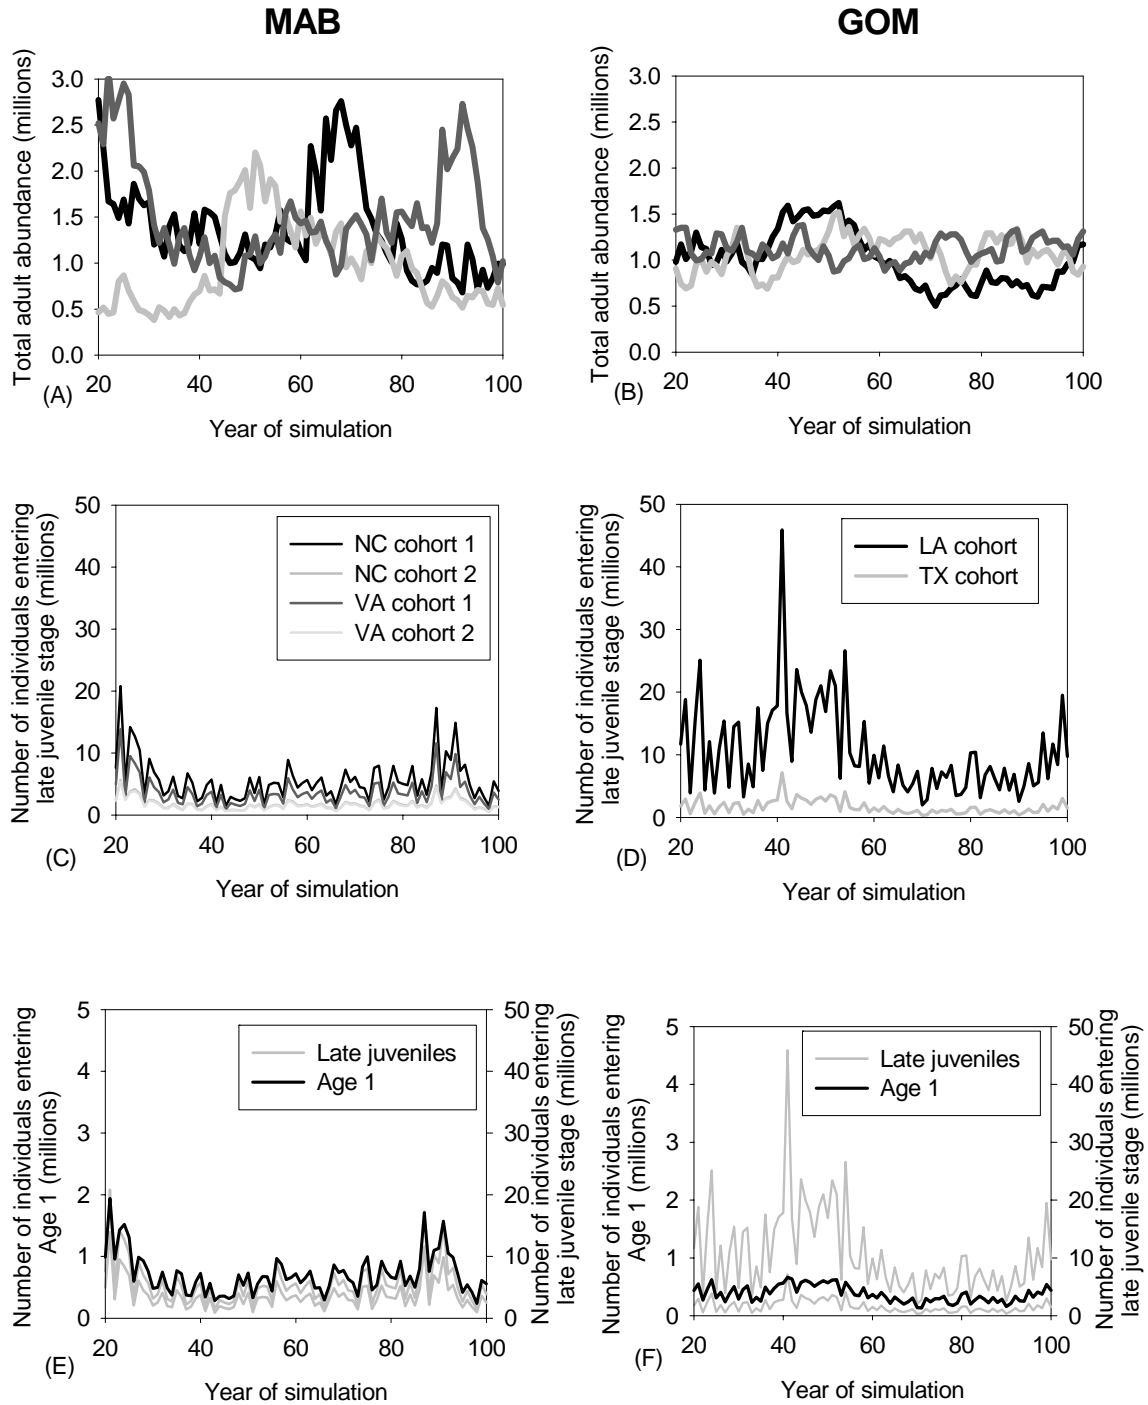 MAB
GOM
Total adult abundance (millions)
3.0
2.5
2.0
1.5
1.0
0.5
0.0
20
40
60
80
100
(A)
Year of simulation
Total adult abundance (millions)
3.0
2.5
2.0
1.5
1.0
0.5
0.0
20
40
60
80
100
(B)
Year of simulation
Number of individuals entering
late juvenile stage (millions)
50
40
30
20
10
0
NC cohort 1
NC cohort 2
VA cohort 1
VA cohort 2
20
40
60
80
100
(C)
Year of simulation
Number of individuals entering
late juvenile stage (millions)
50
40
30
20
10
0
LA cohort
TX cohort
20
40
60
80
100
(D)
Year of simulation
Number of individuals entering
Age 1 (millions)
5
4
3
2
1
0
Late juveniles
Age 1
50
40
30
20
10
0
Number of individuals entering
late juvenile stage (millions)
20
40
60
80
100
(E)
Year of simulation
Number of individuals entering
Age 1 (millions)
5
4
3
2
1
0
Late juveniles
Age 1
50
40
30
20
10
0
Number of individuals entering
late juvenile stage (millions)
20
40
60
80
100
(F)
Year of simulation